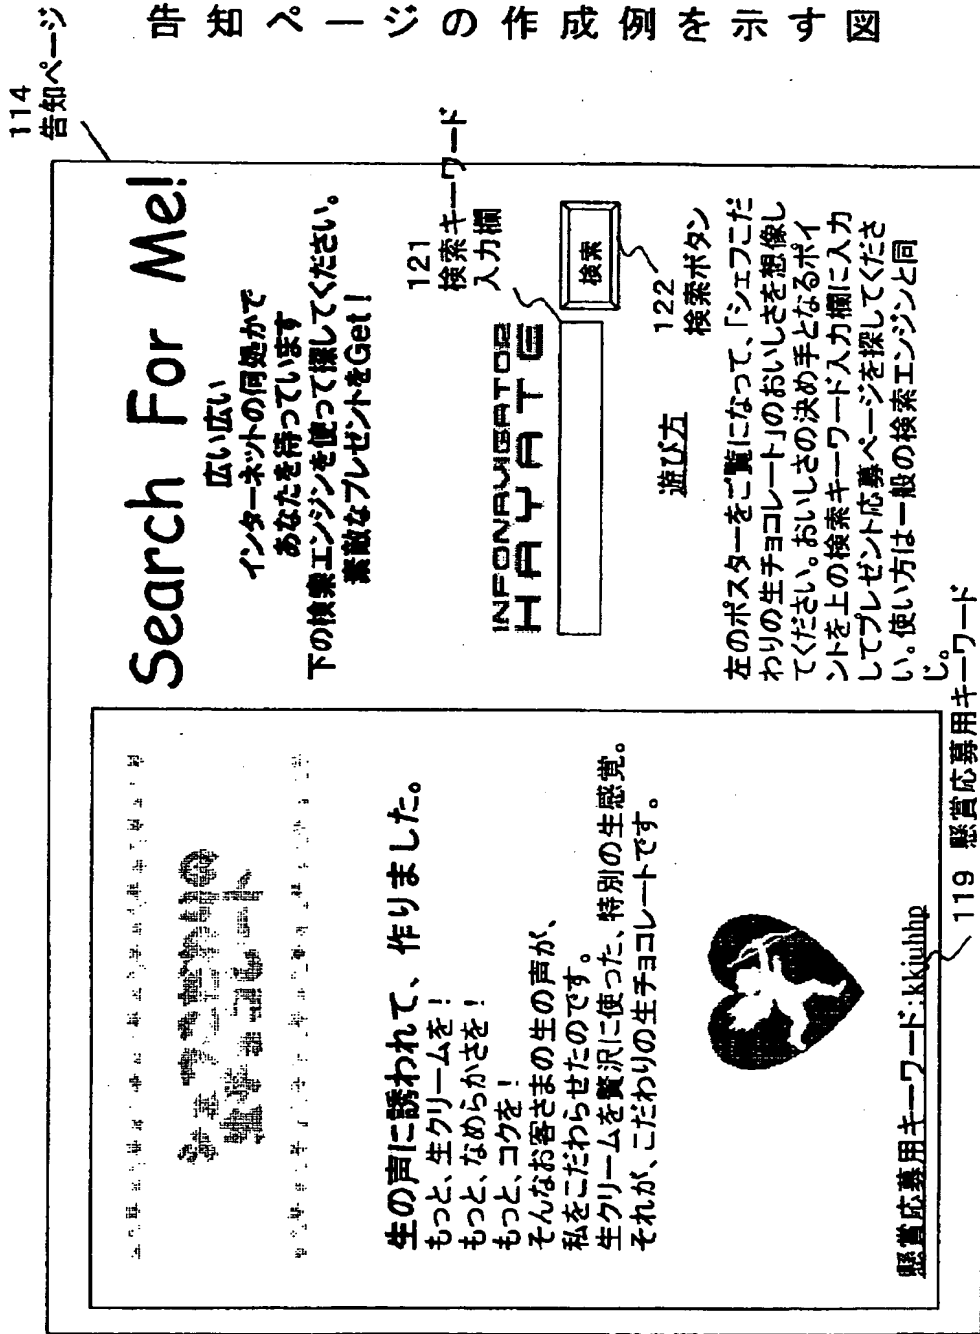 告知ページの作成例を示す図
114
告知ページ
生の声に誘われて、作りました。
もっと、生クリームを!
もっと、なめらかさを!
もっと、コクを!
そんなお客さまの生の声が、
私をこだわらせたのです。
生クリームを贅沢に使った、特別の生感覚。
それが、こだわりの生チョコレートです。
懸賞応募用キーワード:kkjuhhp
119 懸賞応募用キーワード
Search For Me!
広い広い
インターネットの何処かで
あなたを待っています
下の検索エンジンを使って探してください。
素敵なプレゼントをGet!
INFONAVIGATOR
HAYATE
121
検索キーワード
入力欄
検索
122
検索ボタン
遊び方
左のポスターをご覧になって、「シェフこだ
わりの生チョコレート」のおいしさを想像し
てください。おいしさの決め手となるポイ
ントを上の検索キーワード入力欄に入力
してプレゼント応募ページを探してくださ
い。使い方は一般の検索エンジンと同
じ。